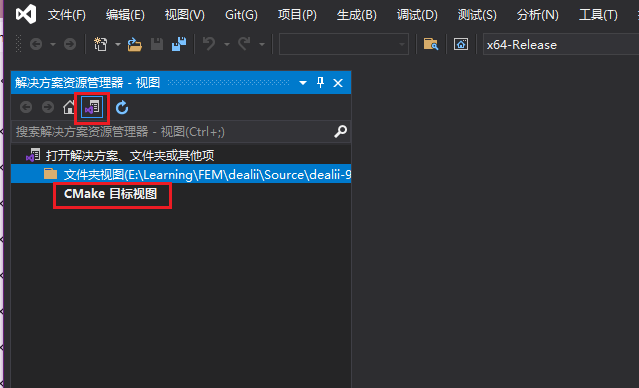 文件(F) 编辑(E) 视图(V) Git(G) 项目(P) 生成(B) 调试(D) 测试(S) 分析(N) 工具(T)
x64-Release
解决方案资源管理器 - 视图
搜索解决方案资源管理器 - 视图(Ctrl+;)
打开解决方案、文件夹或其他项
文件夹视图(E:\Learning\FEM\dealii\Source\dealii-9
CMake 目标视图